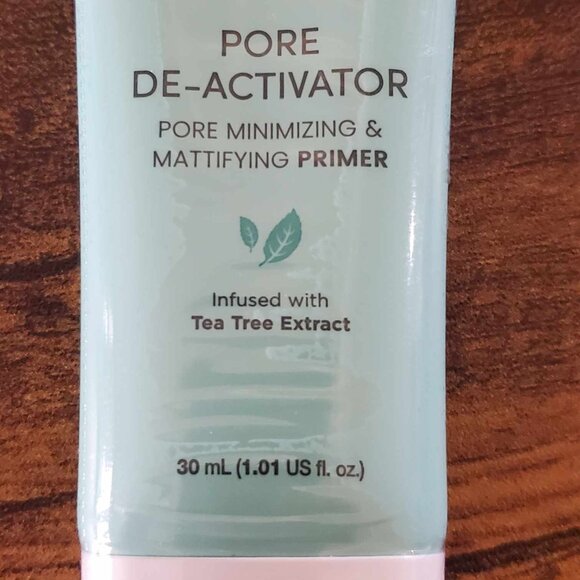 PORE
DE-ACTIVATOR
PORE MINIMIZING &
MATTIFYING PRIMER
Infused with
Tea Tree Extract
30 mL (1.01 US fl. oz.)